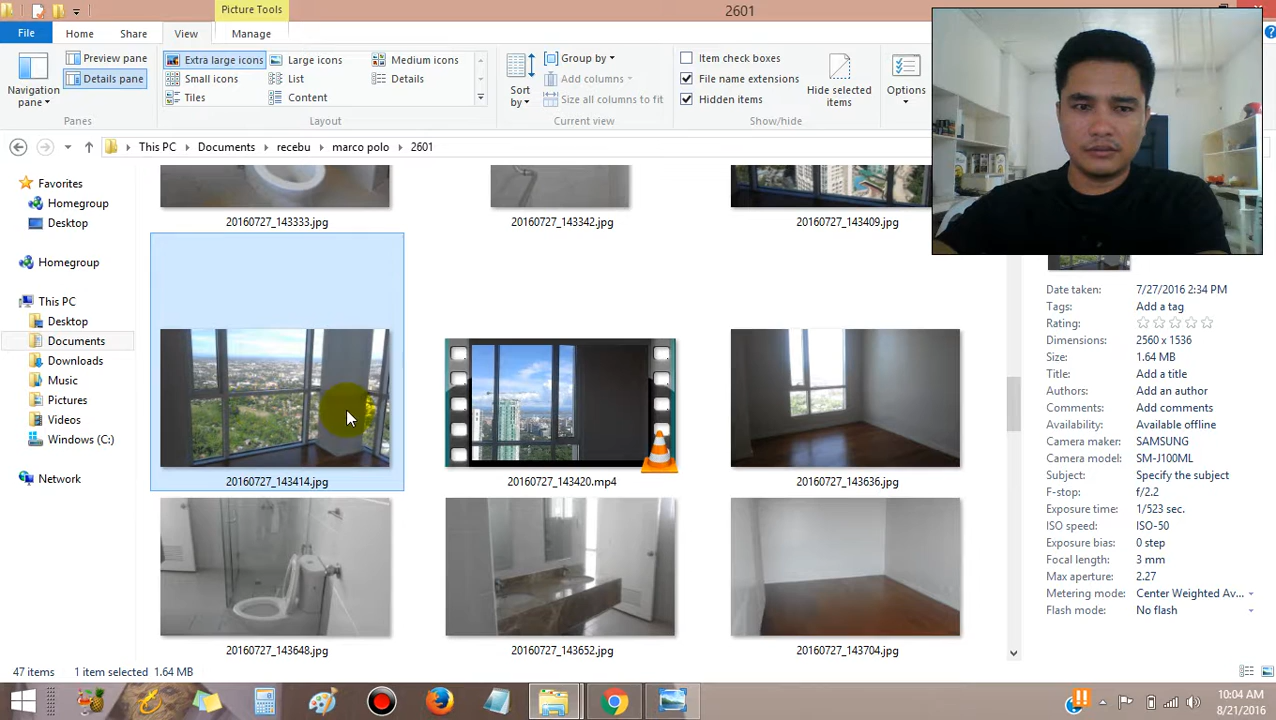 Picture Tools
2601
File
Home
Share
View
Manage
Navigation pane
Preview pane
Details pane
Panes
Extra large icons
Large icons
Medium icons
Small icons
List
Details
Tiles
Content
Layout
Sort by
Group by
Add columns
Size all columns to fit
Current view
Item check boxes
File name extensions
Hidden items
Hide selected items
Show/hide
Options
This PC
Documents
recebu
marco polo
2601
Favorites
Homegroup
Desktop
Homegroup
This PC
Desktop
Documents
Downloads
Music
Pictures
Videos
Windows (C:)
Network
20160727_143333.jpg
20160727_143342.jpg
20160727_143409.jpg
20160727_143414.jpg
20160727_143420.mp4
20160727_143636.jpg
20160727_143648.jpg
20160727_143652.jpg
20160727_143704.jpg
Date taken: 7/27/2016 2:34 PM
Tags: Add a tag
Rating:
Dimensions: 2560 x 1536
Size: 1.64 MB
Title: Add a title
Authors: Add an author
Comments: Add comments
Availability: Available offline
Camera maker: SAMSUNG
Camera model: SM-J100ML
Subject: Specify the subject
F-stop: f/2.2
Exposure time: 1/523 sec.
ISO speed: ISO-50
Exposure bias: 0 step
Focal length: 3 mm
Max aperture: 2.27
Metering mode: Center Weighted Av...
Flash mode: No flash
47 items
1 item selected 1.64 MB
10:04 AM
8/21/2016